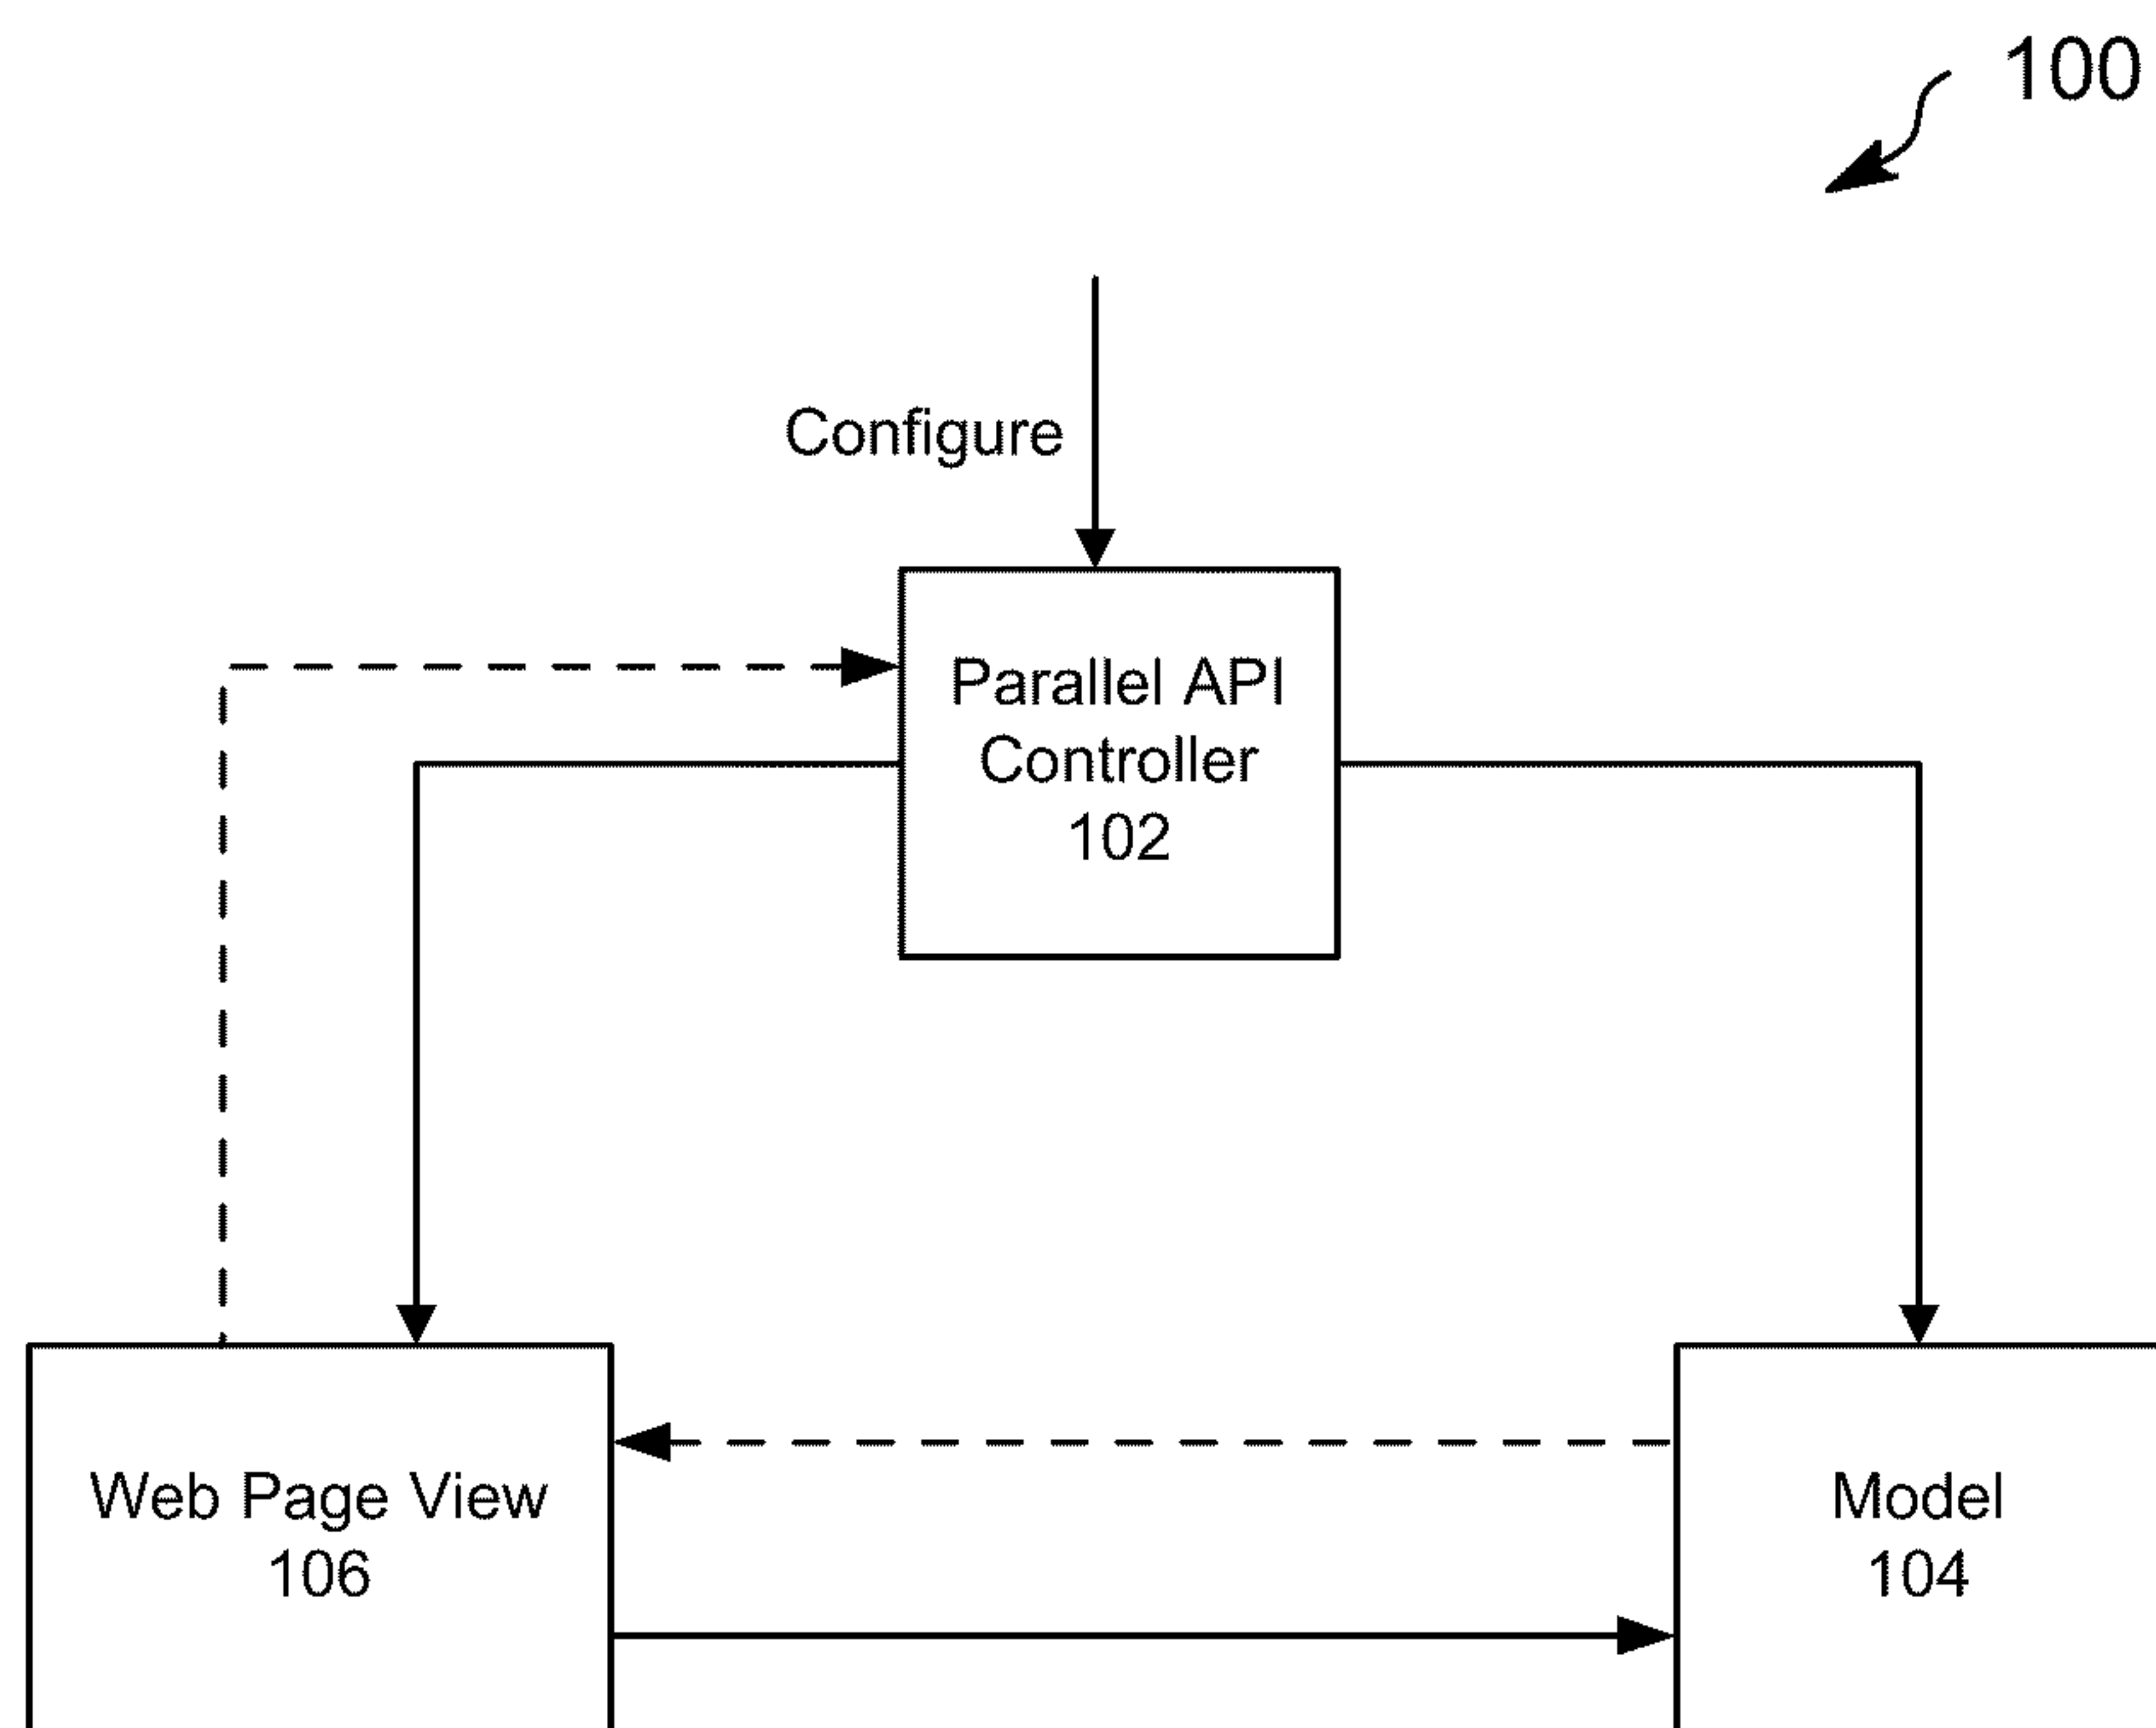 100
Configure
Parallel API
Controller
102
Web Page View
106
Model
104